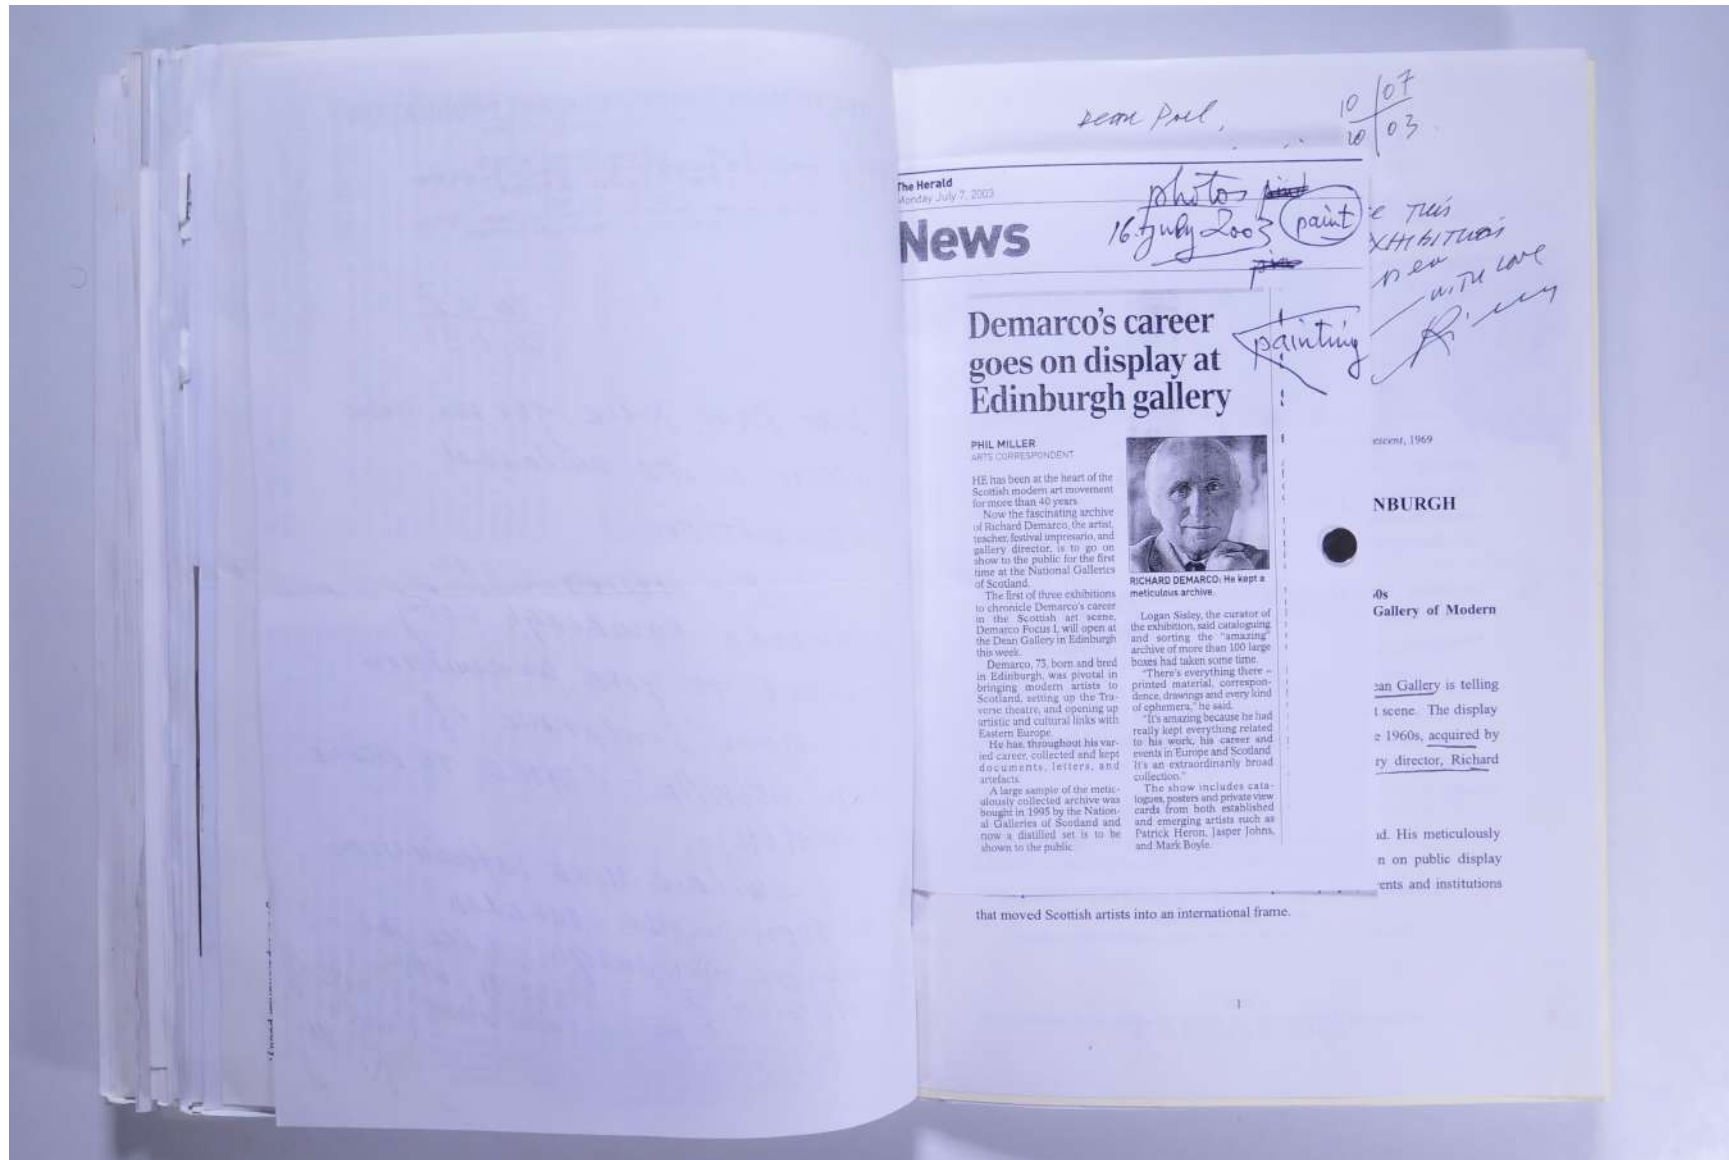 Dear Paul,
10/07
20/03
The Herald
Monday July 7, 2003
News
photos
16. July 2003
paint
painting
THIS
EXHIBITION
WITH LOVE
Demarco's career
goes on display at
Edinburgh gallery
PHIL MILLER
ARTS CORRESPONDENT
HE has been at the heart of the
Scottish modern art movement
for more than 40 years.
Now the fascinating archive
of Richard Demarco, the artist,
teacher, festival impresario, and
gallery director, is to go on
show to the public for the first
time at the National Galleries
of Scotland.
The first of three exhibitions
to chronicle Demarco's career
in the Scottish art scene,
Demarco Focus I, will open at
the Dean Gallery in Edinburgh
this week.
Demarco, 73, born and bred
in Edinburgh, was pivotal in
bringing modern artists to
Scotland, setting up the Tra-
verse theatre, and opening up
artistic and cultural links with
Eastern Europe.
He has, throughout his var-
ied career, collected and kept
documents, letters, and
artefacts.
A large sample of the metic-
ulously collected archive was
bought in 1995 by the Nation-
al Galleries of Scotland and
now a distilled set is to be
shown to the public.
RICHARD DEMARCO: He kept a
meticulous archive.
Logan Sisley, the curator of
the exhibition, said cataloguing
and sorting the "amazing"
archive of more than 100 large
boxes had taken some time.
"There's everything there –
printed material, correspon-
dence, drawings and every kind
of ephemera," he said.
"It's amazing because he had
really kept everything related
to his work, his career and
events in Europe and Scotland
It's an extraordinarily broad
collection."
The show includes cata-
logues, posters and private view
cards from both established
and emerging artists such as
Patrick Heron, Jasper Johns,
and Mark Boyle.
escent, 1969
NBURGH
0s
Gallery of Modern
ean Gallery is telling
t scene. The display
e 1960s, acquired by
ry director, Richard
nd. His meticulously
n on public display
ents and institutions
that moved Scottish artists into an international frame.
1